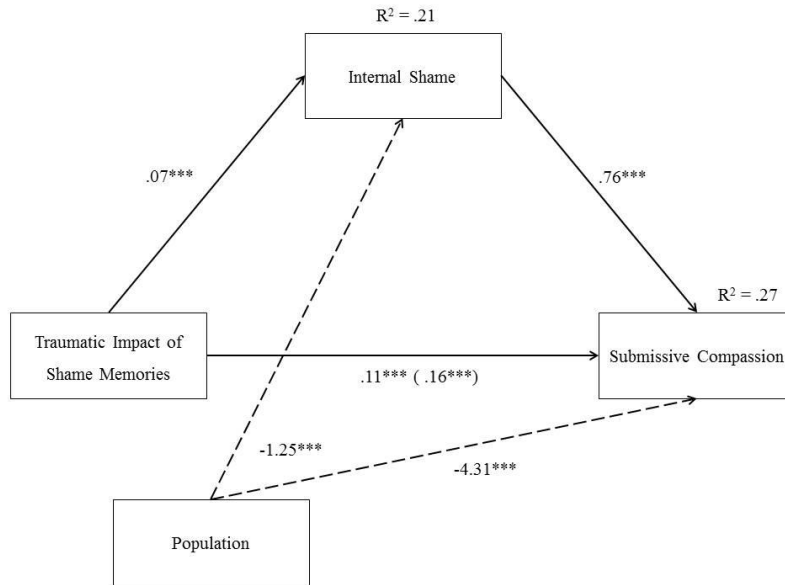 R² = .21
Internal Shame
.07***
.76***
R² = .27
Traumatic Impact of
Shame Memories
Submissive Compassion
.11*** ( .16***)
-1.25***
-4.31***
Population